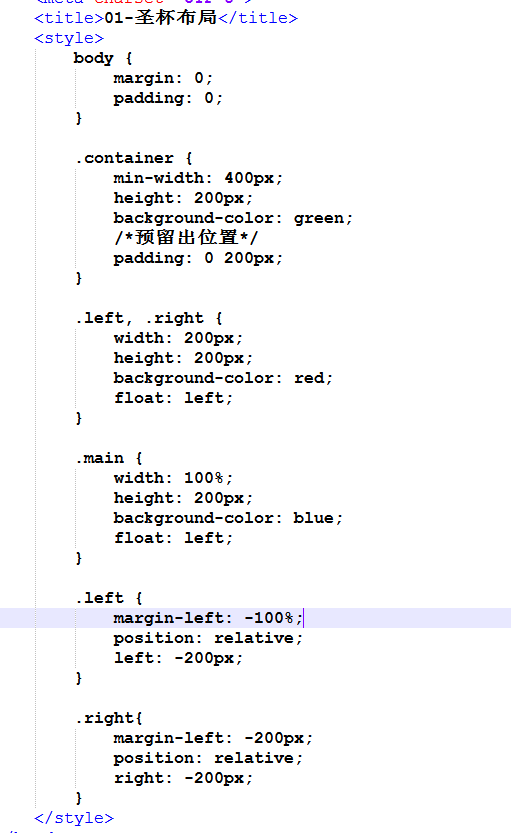 <title>01-圣杯布局</title>
<style>
body {
margin: 0;
padding: 0;
}
.container {
min-width: 400px;
height: 200px;
background-color: green;
/*预留出位置*/
padding: 0 200px;
}
.left, .right {
width: 200px;
height: 200px;
background-color: red;
float: left;
}
.main {
width: 100%;
height: 200px;
background-color: blue;
float: left;
}
.left {
margin-left: -100%;
position: relative;
left: -200px;
}
.right{
margin-left: -200px;
position: relative;
right: -200px;
}
</style>